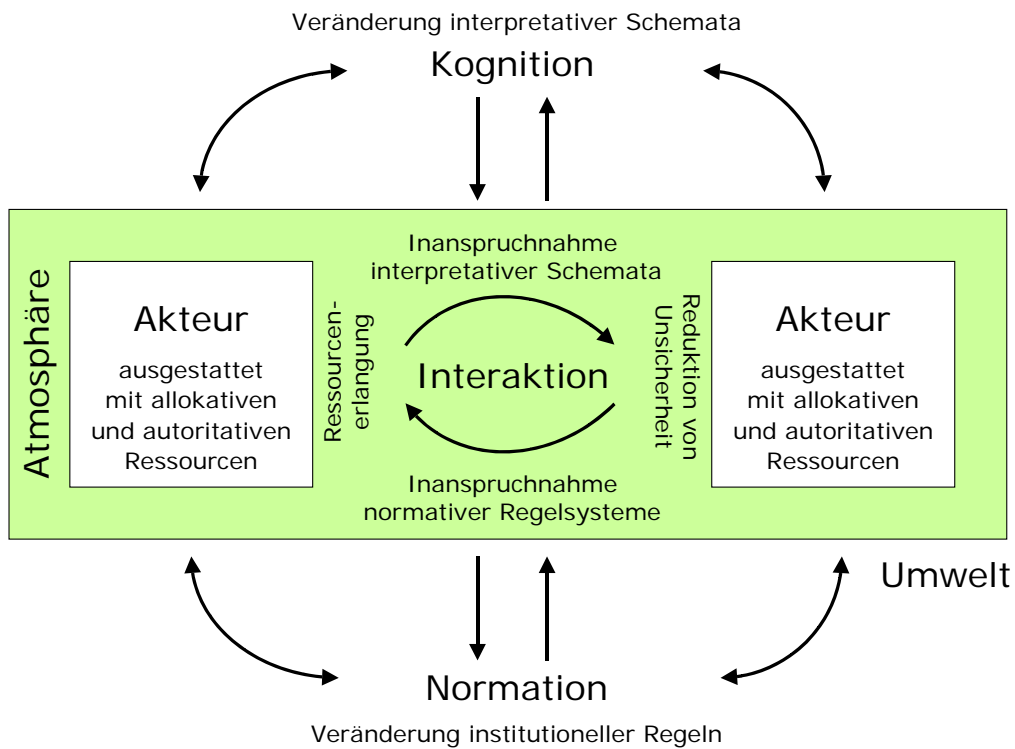 Veränderung interpretativer Schemata
Kognition
Atmosphäre
Akteur
ausgestattet
mit allokativen
und autoritativen
Ressourcen
Ressourcen-
erlangung
Inanspruchnahme
interpretativer Schemata
Interaktion
Inanspruchnahme
normativer Regelsysteme
Reduktion von
Unsicherheit
Akteur
ausgestattet
mit allokativen
und autoritativen
Ressourcen
Umwelt
Normation
Veränderung institutioneller Regeln